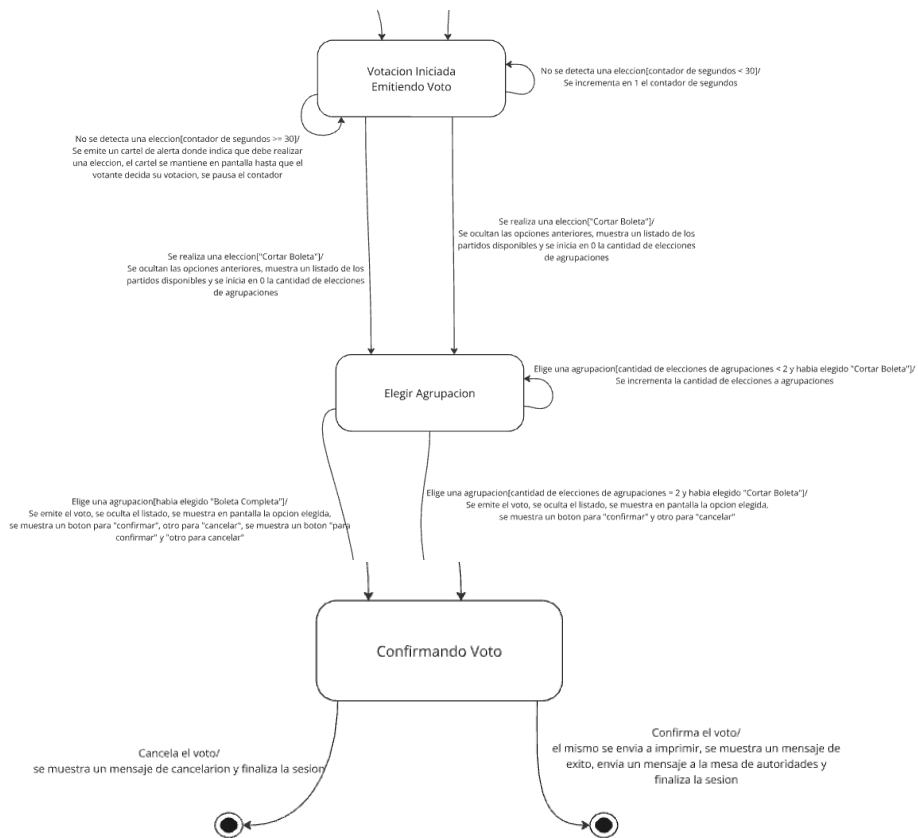 Votacion Iniciada
Emitiendo Voto
No se detecta una eleccion[contador de segundos < 30]/
Se incrementa en 1 el contador de segundos
No se detecta una eleccion[contador de segundos >= 30]/
Se emite un cartel de alerta donde indica que debe realizar
una eleccion, el cartel se mantiene en pantalla hasta que el
votante decida su votacion, se pausa el contador
Se realiza una eleccion["Cortar Boleta"]/
Se ocultan las opciones anteriores, muestra un listado de los
partidos disponibles y se inicia en 0 la cantidad de elecciones
de agrupaciones
Se realiza una eleccion["Cortar Boleta"]/
Se ocultan las opciones anteriores, muestra un listado de los
partidos disponibles y se inicia en 0 la cantidad de elecciones
de agrupaciones
Elegir Agrupacion
Elige una agrupacion[cantidad de elecciones de agrupaciones < 2 y habia elegido "Cortar Boleta"]/
Se incrementa la cantidad de elecciones a agrupaciones
Elige una agrupacion[habia elegido "Boleta Completa"]/
Se emite el voto, se oculta el listado, se muestra en pantalla la opcion elegida,
se muestra un boton para "confirmar", otro para "cancelar", se muestra un boton "para
confirmar" y "otro para cancelar"
Elige una agrupacion[cantidad de elecciones de agrupaciones = 2 y habia elegido "Cortar Boleta"]/
Se emite el voto, se oculta el listado, se muestra en pantalla la opcion elegida,
se muestra un boton para "confirmar" y otro para "cancelar"
Confirmando Voto
Cancela el voto/
se muestra un mensaje de cancelarion y finaliza la sesion
Confirma el voto/
el mismo se envia a imprimir, se muestra un mensaje de
exito, envia un mensaje a la mesa de autoridades y
finaliza la sesion